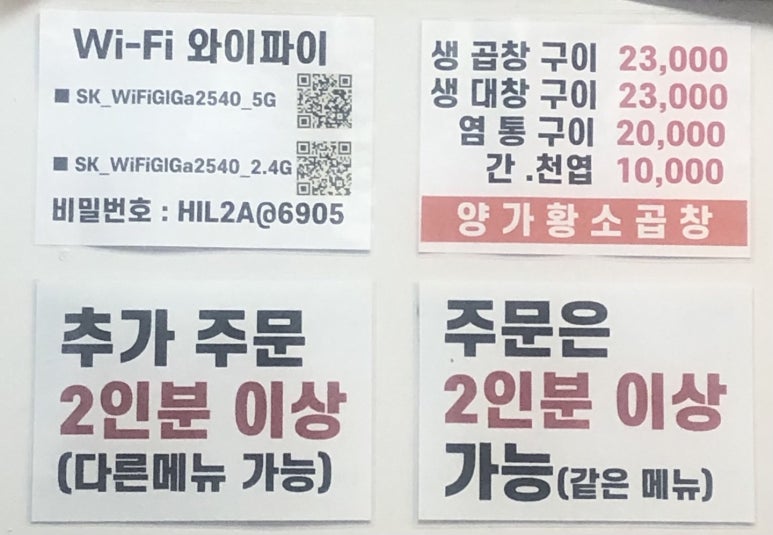 Wi-Fi 와이파이
■ SK_WiFiGIGa2540_5G
■ SK_WiFiGIGa2540_2.4G
비밀번호 : HIL2A@6905
생 곱창 구이 23,000
생 대창 구이 23,000
염 통 구이 20,000
간 .천엽 10,000
양가황소곱창
추가 주문
2인분 이상
(다른메뉴 가능)
주문은
2인분 이상
가능(같은 메뉴)